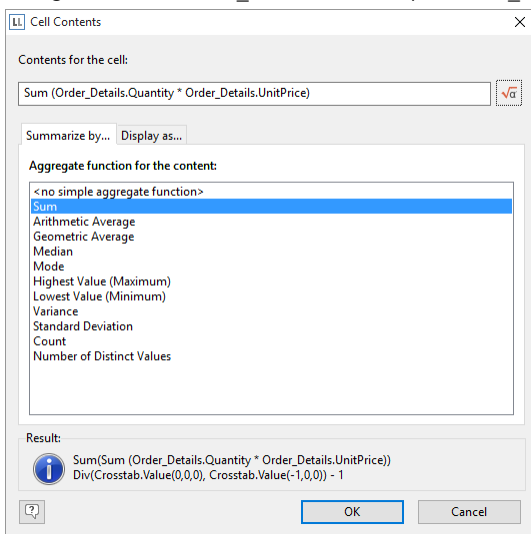 LL Cell Contents
Contents for the cell:
Sum (Order_Details.Quantity * Order_Details.UnitPrice)
√α
Summarize by... Display as...
Aggregate function for the content:
<no simple aggregate function>
Sum
Arithmetic Average
Geometric Average
Median
Mode
Highest Value (Maximum)
Lowest Value (Minimum)
Variance
Standard Deviation
Count
Number of Distinct Values
Result:
Sum(Sum (Order_Details.Quantity * Order_Details.UnitPrice))
Div(Crosstab.Value(0,0,0), Crosstab.Value(-1,0,0)) - 1
OK Cancel